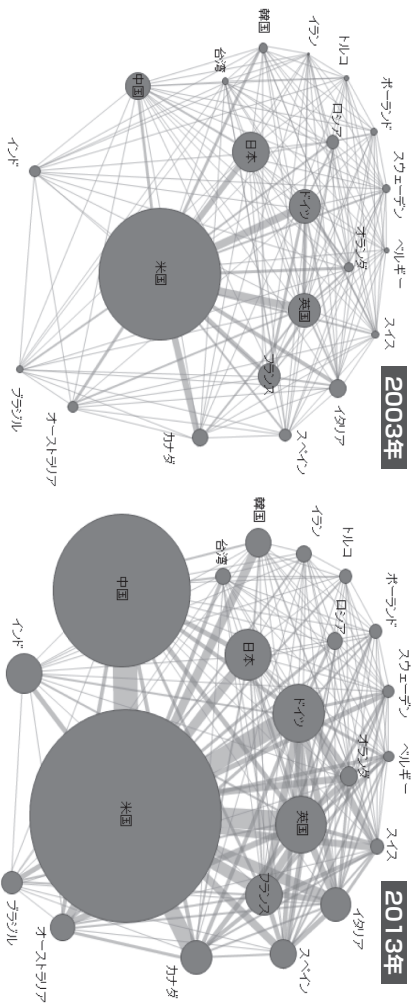 2003年
韓国
イラン
トルコ
ポーランド
スウェーデン
ベルギー
スイス
イタリア
スペイン
カナダ
オーストラリア
ブラジル
インド
中国
台湾
日本
ロシア
ドイツ
オランダ
英国
フランス
米国
2013年
韓国
イラン
トルコ
ポーランド
スウェーデン
ベルギー
スイス
イタリア
スペイン
カナダ
オーストラリア
ブラジル
インド
中国
台湾
日本
ロシア
ドイツ
オランダ
英国
フランス
米国